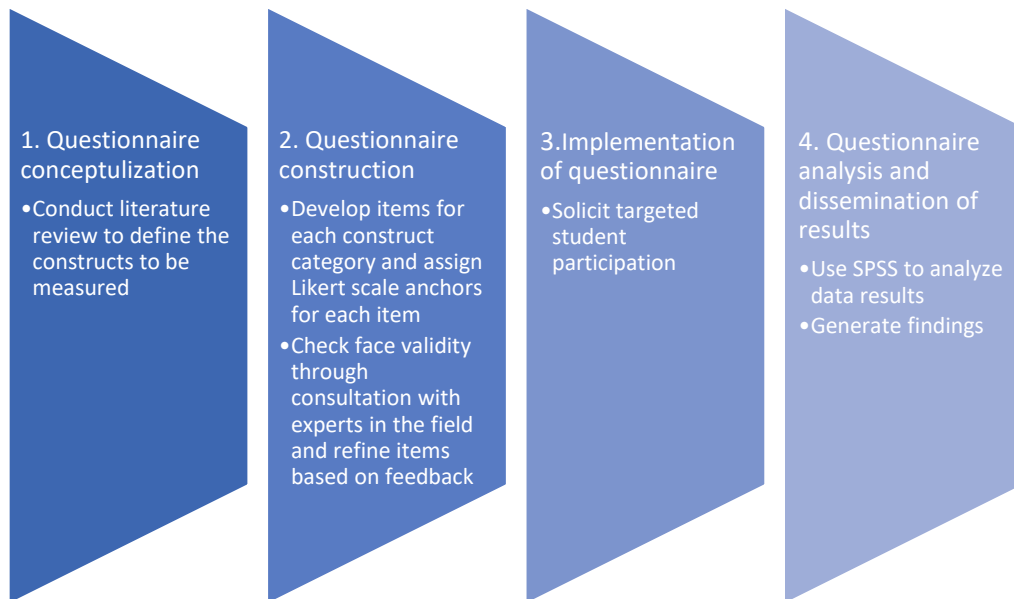 1. Questionnaire
conceptulization
•Conduct literature
review to define the
constructs to be
measured
2. Questionnaire
construction
•Develop items for
each construct
category and assign
Likert scale anchors
for each item
•Check face validity
through
consultation with
experts in the field
and refine items
based on feedback
3.Implementation
of questionnaire
•Solicit targeted
student
participation
4. Questionnaire
analysis and
dissemination of
results
•Use SPSS to analyze
data results
•Generate findings